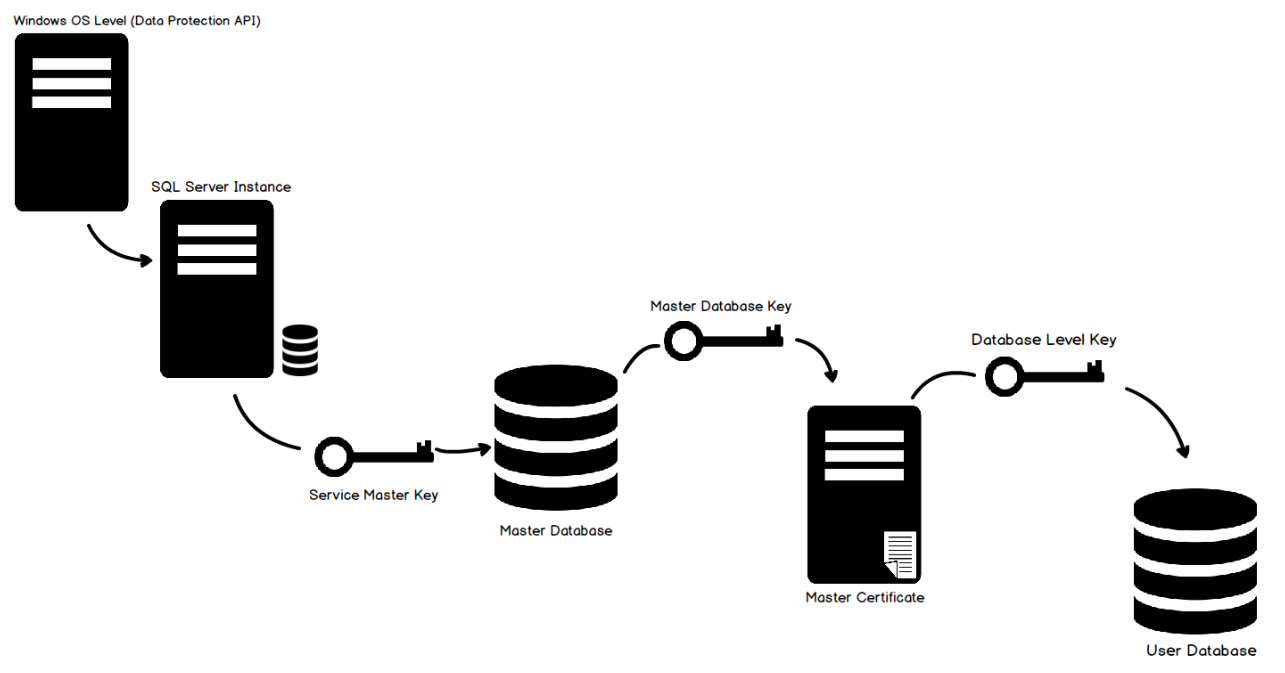 Windows OS Level (Data Protection API)
SQL Server Instance
Service Master Key
Master Database
Master Database Key
Master Certificate
Database Level Key
User Database